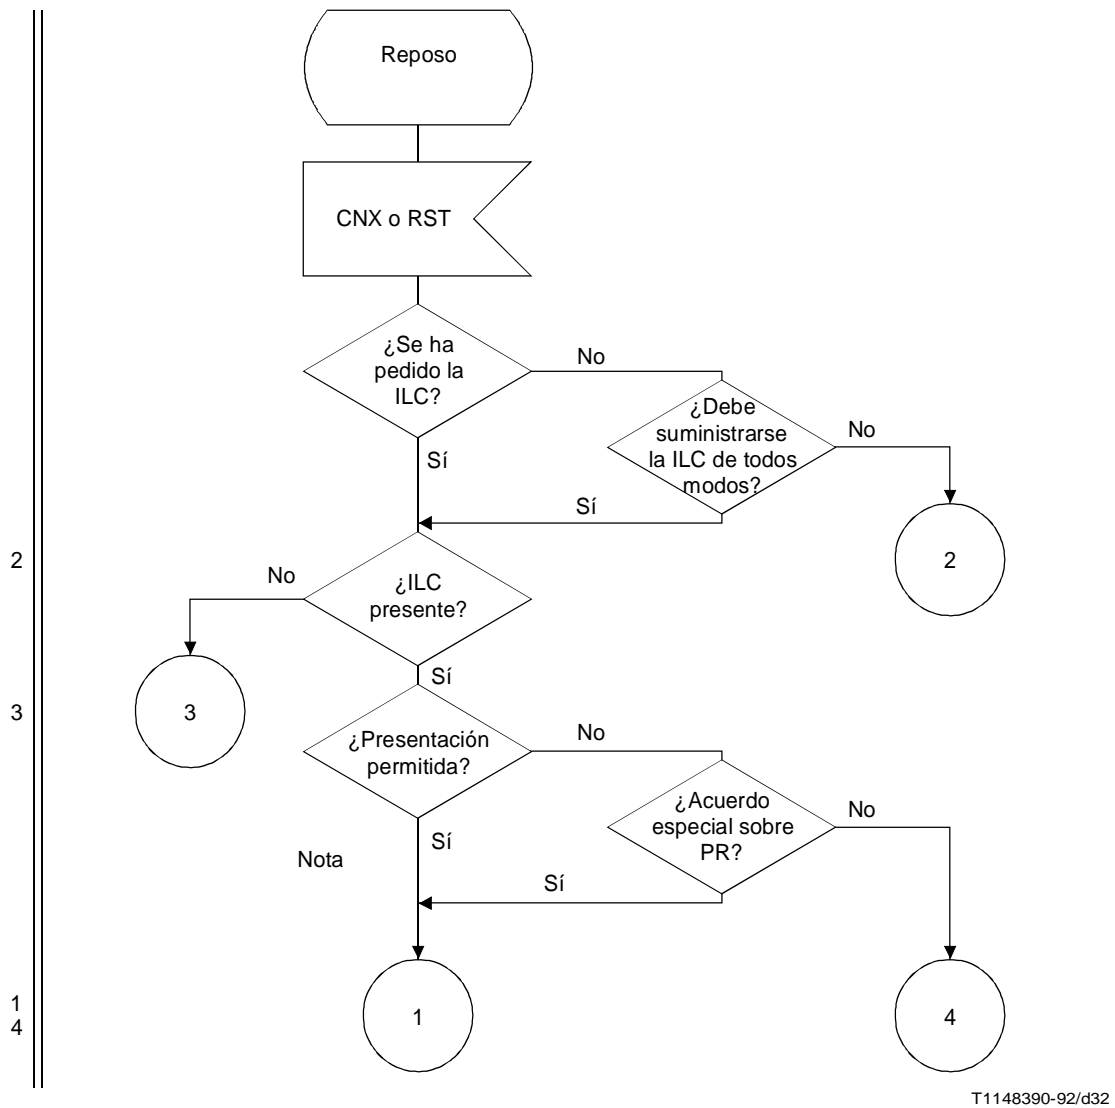 Reposo
CNX o RST
¿Se ha
pedido la
ILC?
No
¿Debe
suministrarse
la ILC de todos
modos?
No
Sí
Sí
2
2
No
¿ILC
presente?
Sí
3
3
¿Presentación
permitida?
No
¿Acuerdo
especial sobre
PR?
No
Sí
Nota
Sí
1
4
1
4
T1148390-92/d32